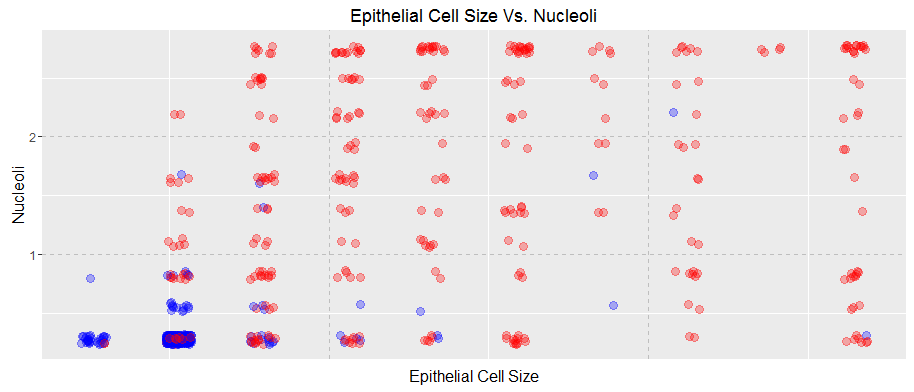 Epithelial Cell Size Vs. Nucleoli
Nucleoli
2
1
Epithelial Cell Size